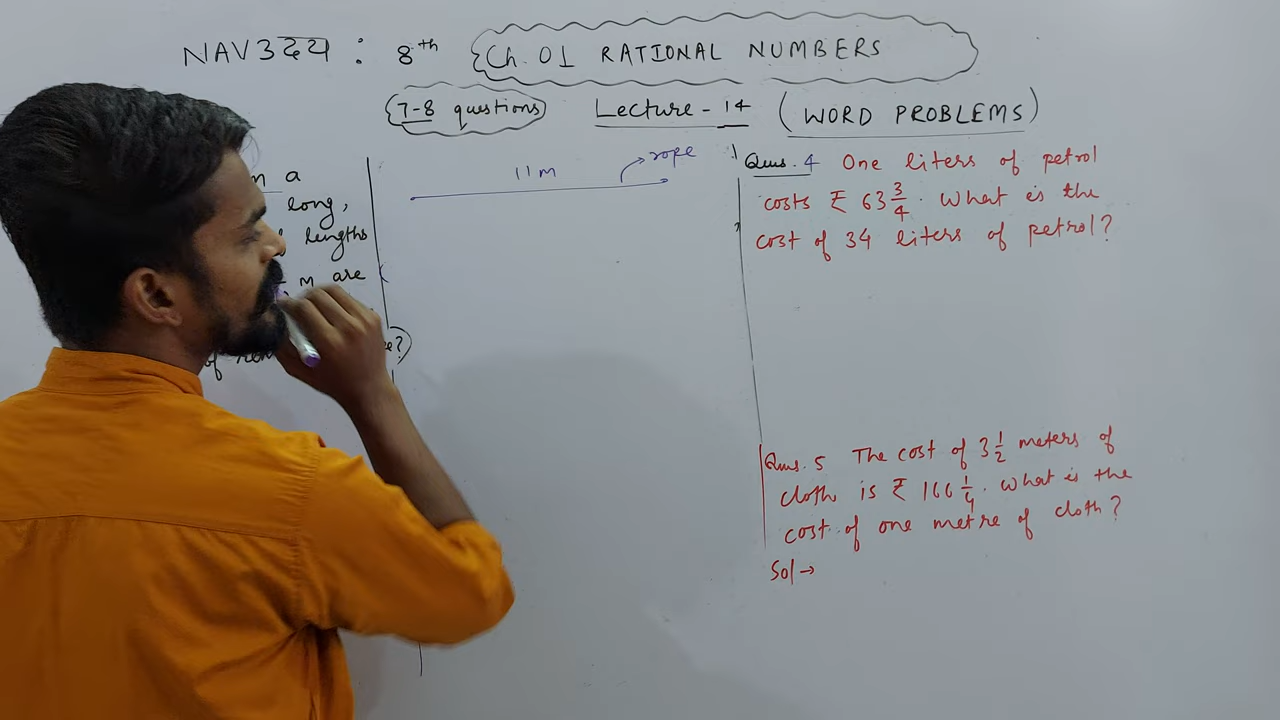 NAV3221 : 8th Ch. 01 RATIONAL NUMBERS
7-8 questions Lecture - 14 (WORD PROBLEMS)
a
long,
lengths
m are
of
?
11 m
rope
Ques. 4 One liters of petrol
costs ₹ 63 3/4. What is the
cost of 34 liters of petrol?
Ques. 5 The cost of 3 1/2 meters of
cloth is ₹ 166 1/4. What is the
cost of one metre of cloth?
Sol →